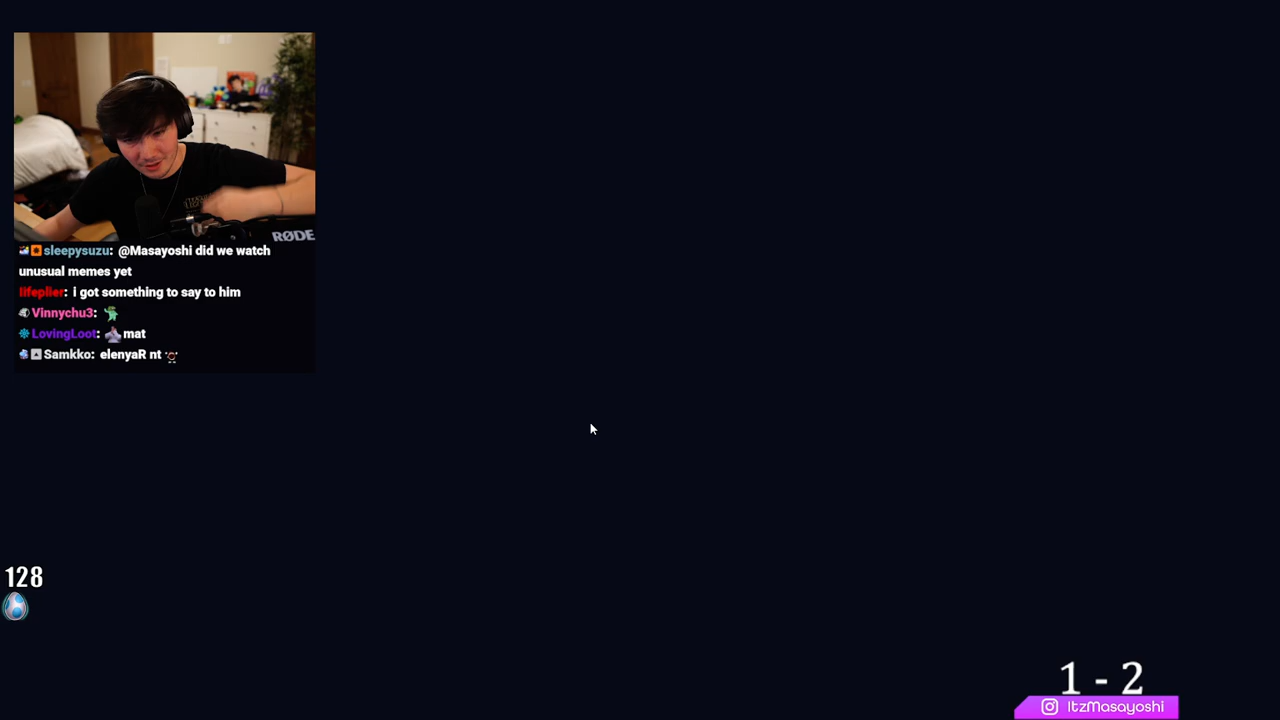 RØDE
sleepysuzu: @Masayoshi did we watch
unusual memes yet
lifeplier: i got something to say to him
Vinnychu3:
LovingLoot: mat
Samkko: elenyaR nt
128
1 - 2
ItzMasayoshi